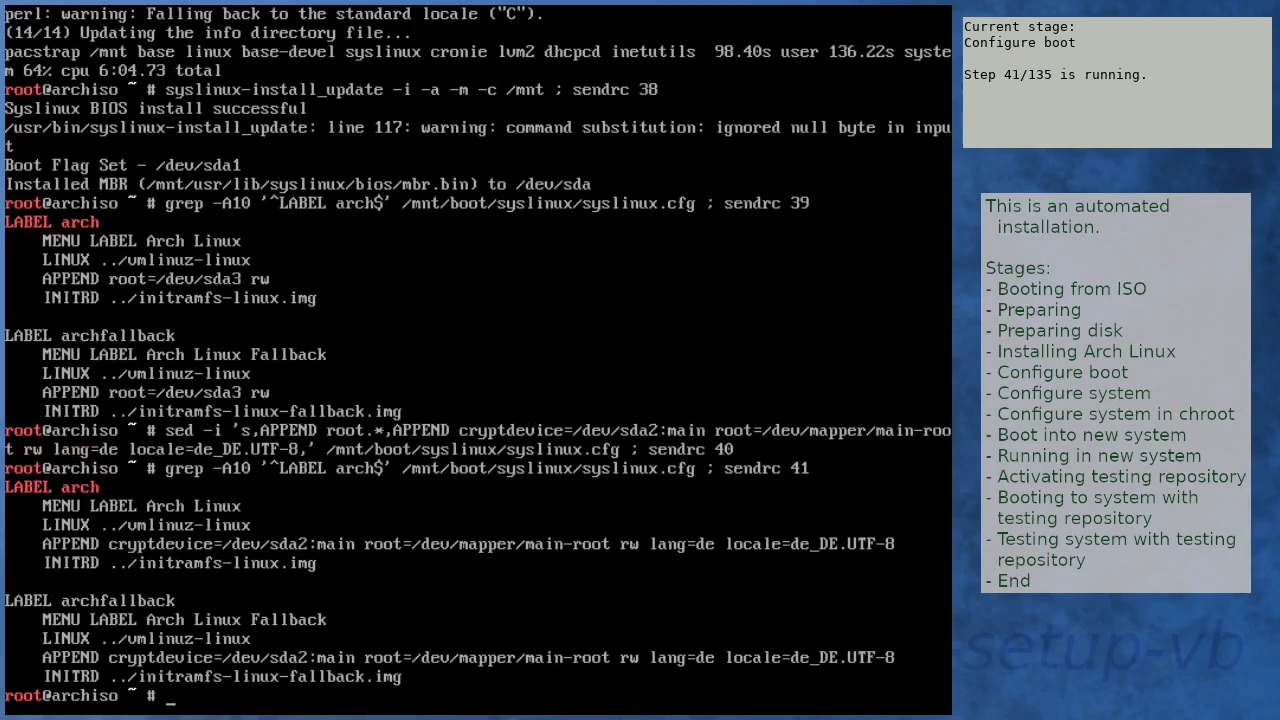 perl: warning: Falling back to the standard locale ("C").
(14/14) Updating the info directory file...
pacstrap /mnt base linux base-devel syslinux cronie lvm2 dhcpcd inetutils  98.40s user 136.22s syste
m 64% cpu 6:04.73 total
root@archiso ~ # syslinux-install_update -i -a -m -c /mnt ; sendrc 38
Syslinux BIOS install successful
/usr/bin/syslinux-install_update: line 117: warning: command substitution: ignored null byte in inpu
t
Boot Flag Set - /dev/sda1
Installed MBR (/mnt/usr/lib/syslinux/bios/mbr.bin) to /dev/sda
root@archiso ~ # grep -A10 '^LABEL arch$' /mnt/boot/syslinux/syslinux.cfg ; sendrc 39
LABEL arch
    MENU LABEL Arch Linux
    LINUX ../vmlinuz-linux
    APPEND root=/dev/sda3 rw
    INITRD ../initramfs-linux.img

LABEL archfallback
    MENU LABEL Arch Linux Fallback
    LINUX ../vmlinuz-linux
    APPEND root=/dev/sda3 rw
    INITRD ../initramfs-linux-fallback.img
root@archiso ~ # sed -i 's,APPEND root.*,APPEND cryptdevice=/dev/sda2:main root=/dev/mapper/main-roo
t rw lang=de locale=de_DE.UTF-8,' /mnt/boot/syslinux/syslinux.cfg ; sendrc 40
root@archiso ~ # grep -A10 '^LABEL arch$' /mnt/boot/syslinux/syslinux.cfg ; sendrc 41
LABEL arch
    MENU LABEL Arch Linux
    LINUX ../vmlinuz-linux
    APPEND cryptdevice=/dev/sda2:main root=/dev/mapper/main-root rw lang=de locale=de_DE.UTF-8
    INITRD ../initramfs-linux.img

LABEL archfallback
    MENU LABEL Arch Linux Fallback
    LINUX ../vmlinuz-linux
    APPEND cryptdevice=/dev/sda2:main root=/dev/mapper/main-root rw lang=de locale=de_DE.UTF-8
    INITRD ../initramfs-linux-fallback.img
root@archiso ~ # _
Current stage:
Configure boot

Step 41/135 is running.
This is an automated
installation.

Stages:
- Booting from ISO
- Preparing
- Preparing disk
- Installing Arch Linux
- Configure boot
- Configure system
- Configure system in chroot
- Boot into new system
- Running in new system
- Activating testing repository
- Booting to system with
testing repository
- Testing system with testing
repository
- End
-setup-vb